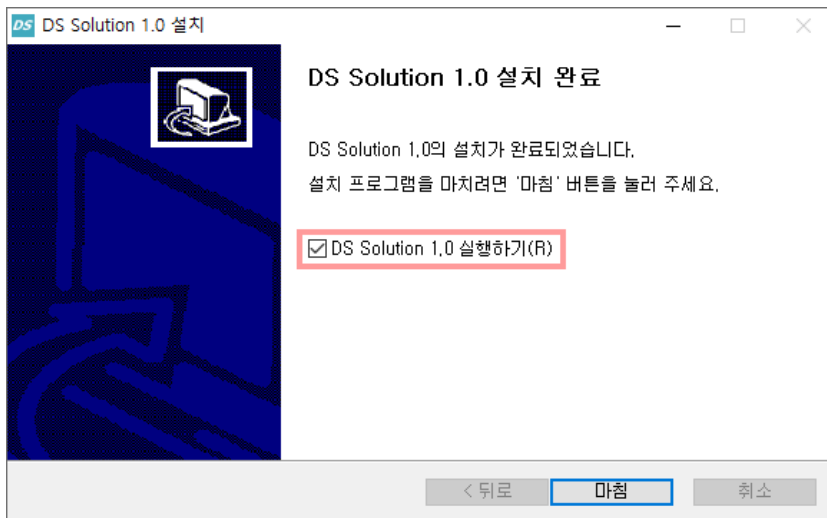 DS DS Solution 1.0 설치
DS Solution 1.0 설치 완료
DS Solution 1.0의 설치가 완료되었습니다.
설치 프로그램을 마치려면 '마침' 버튼을 눌러 주세요.
DS Solution 1.0 실행하기(R)
< 뒤로 마침 취소